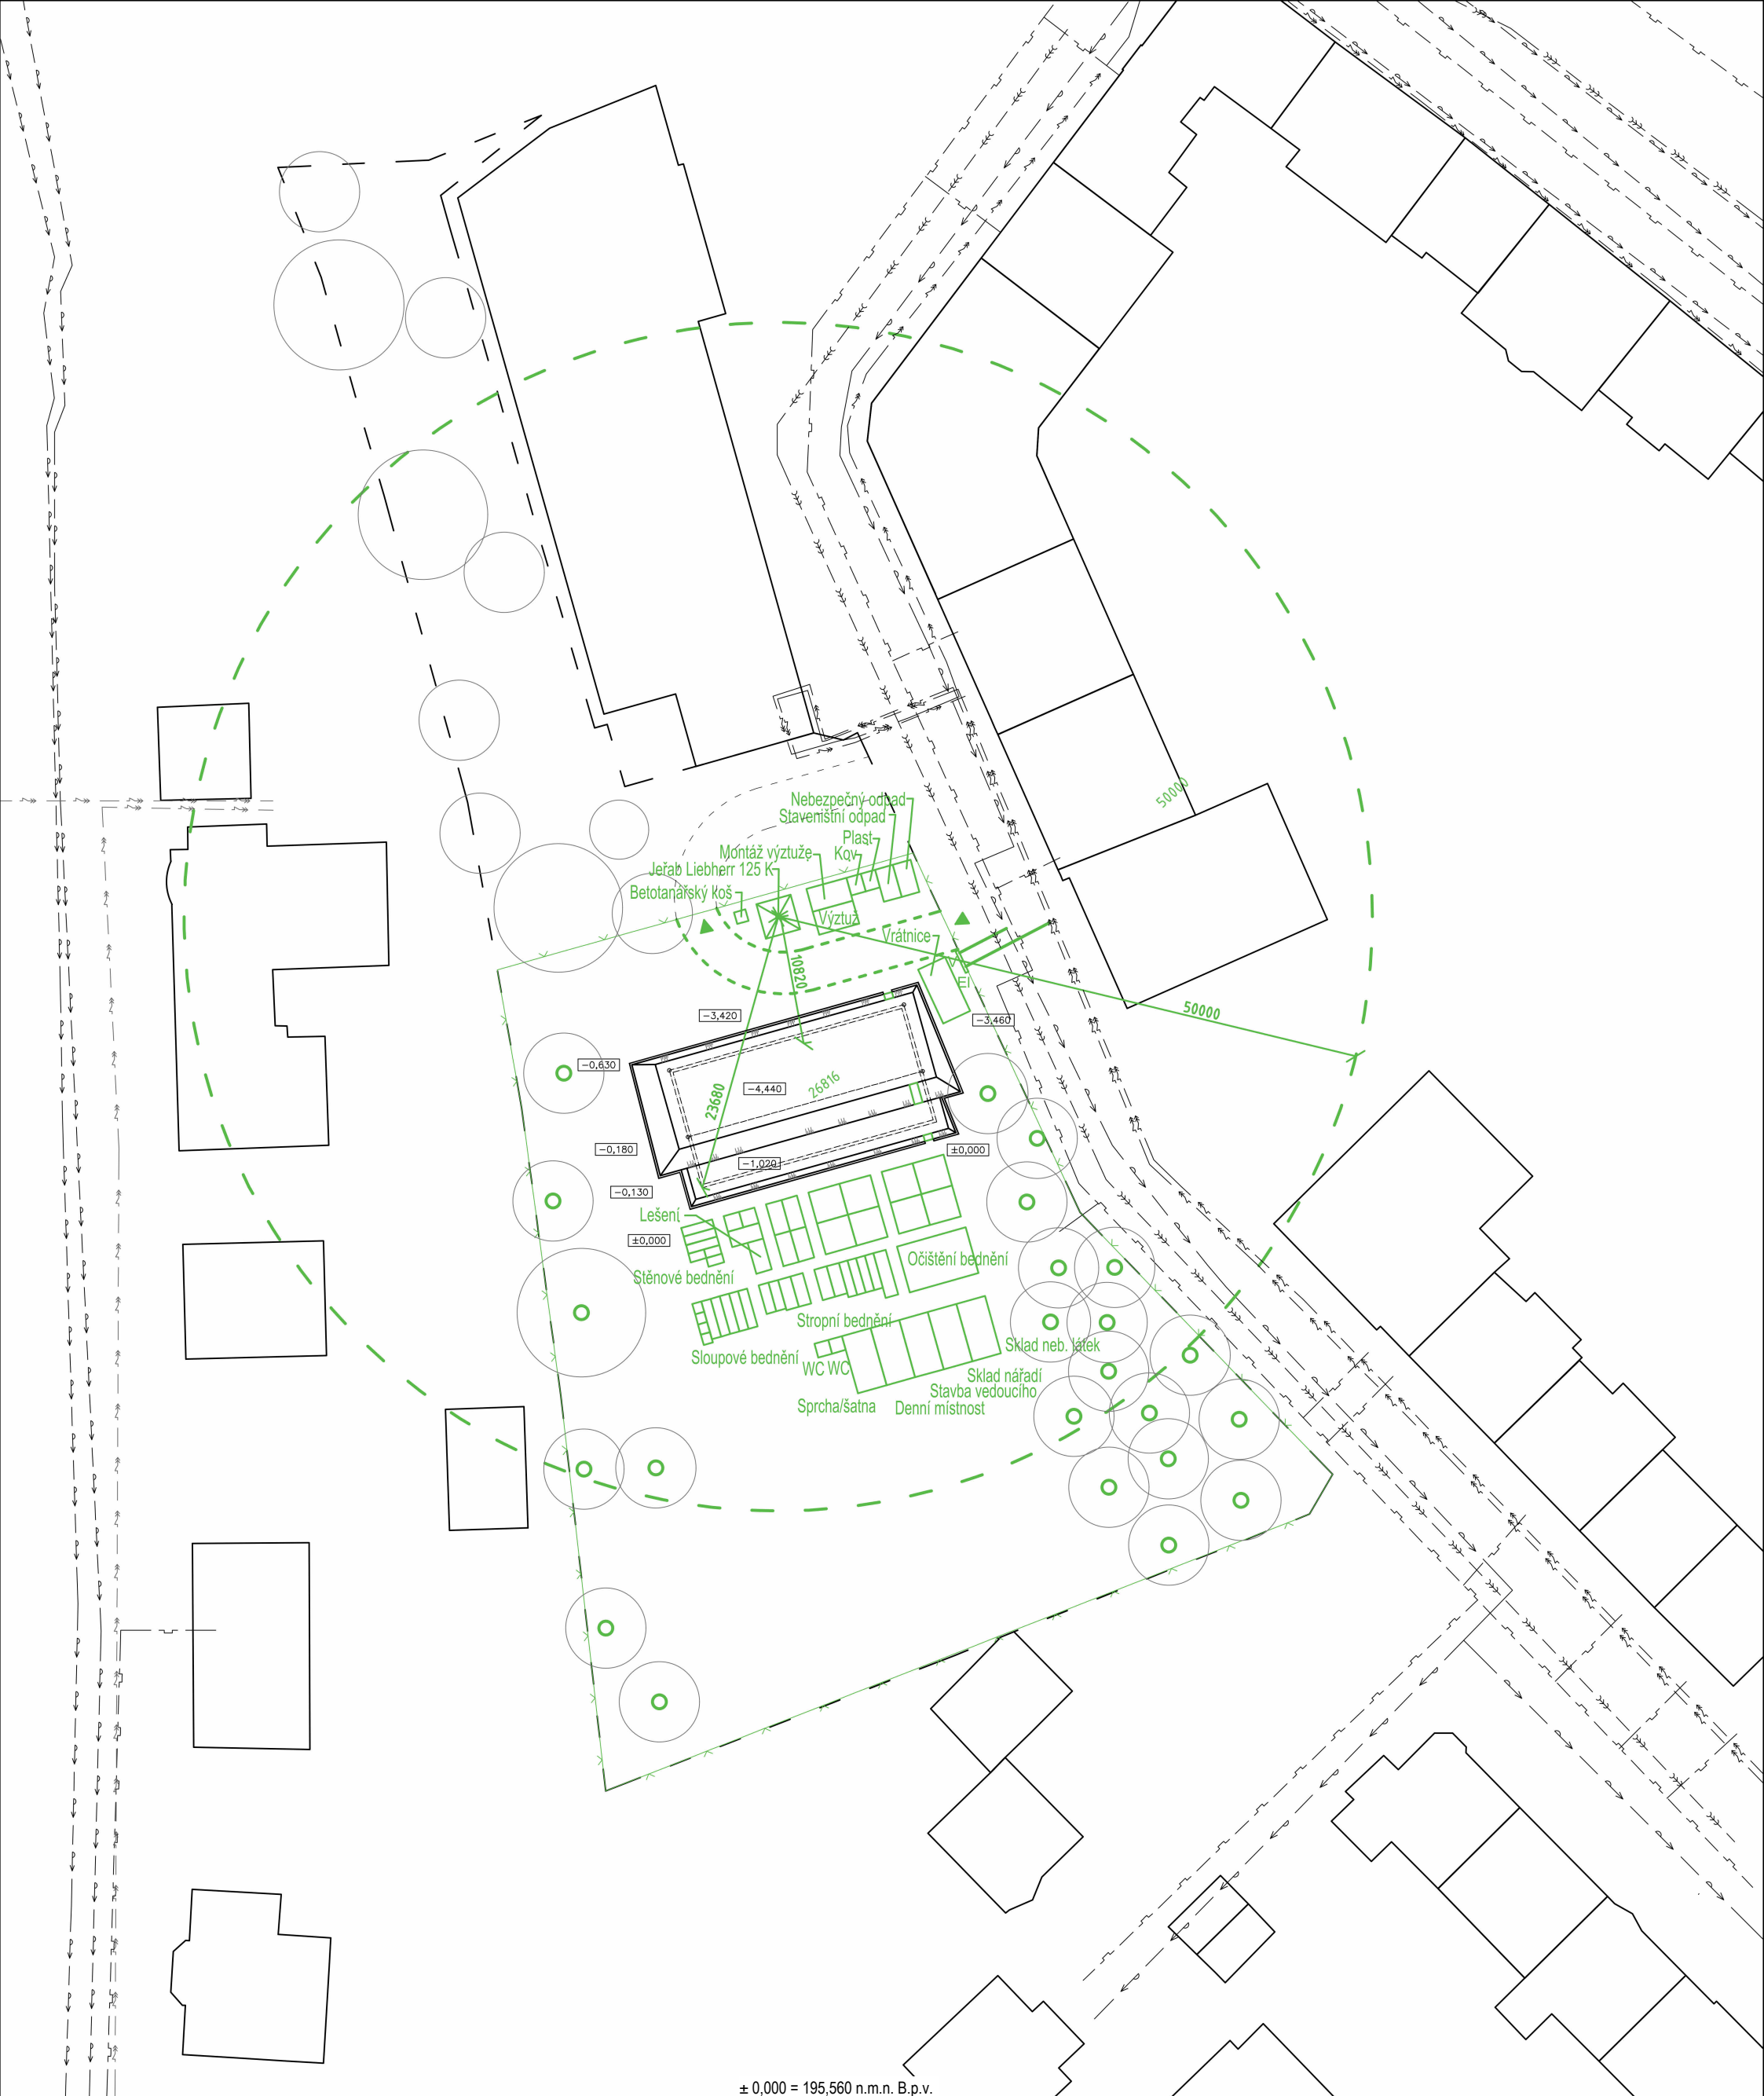 50000
Nebezpečný odpad
Staveništní odpad
Plast
Montáž výztuže
Kov
Jeřab Liebherr 125 K
Betotanářský koš
Výztuž
Vrátnice
10820
V
El
50000
-3,420
-3,460
-0,630
-4,440
26816
23680
-0,180
±0,000
-1,020
-0,130
Lešení
±0,000
Očištění bednění
Stěnové bednění
Stropní bednění
Sklad neb. látek
Sloupové bednění
WC WC
Sklad nářadí
Stavba vedoucího
Sprcha/šatna
Denní místnost
± 0,000 = 195,560 n.m.n. B.p.v.